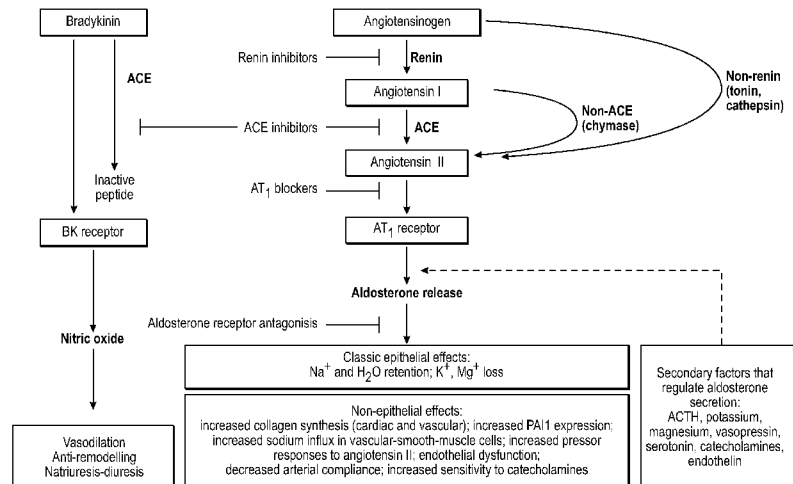 Bradykinin
Angiotensinogen
Renin inhibitors
Renin
ACE
Non-renin
(tonin,
cathepsin)
Angiotensin I
Non-ACE
(chymase)
ACE inhibitors
ACE
Angiotensin II
Inactive
peptide
AT1 blockers
BK receptor
AT1 receptor
Aldosterone release
Aldosterone receptor antagonisis
Nitric oxide
Classic epithelial effects:
Na+ and H2O retention; K+, Mg+ loss
Secondary factors that
regulate aldosterone
secretion:
ACTH, potassium,
magnesium, vasopressin,
serotonin, catecholamines,
endothelin
Non-epithelial effects:
increased collagen synthesis (cardiac and vascular); increased PAI1 expression;
increased sodium influx in vascular-smooth-muscle cells; increased pressor
responses to angiotensin II; endothelial dysfunction;
decreased arterial compliance; increased sensitivity to catecholamines
Vasodilation
Anti-remodelling
Natriuresis-diuresis